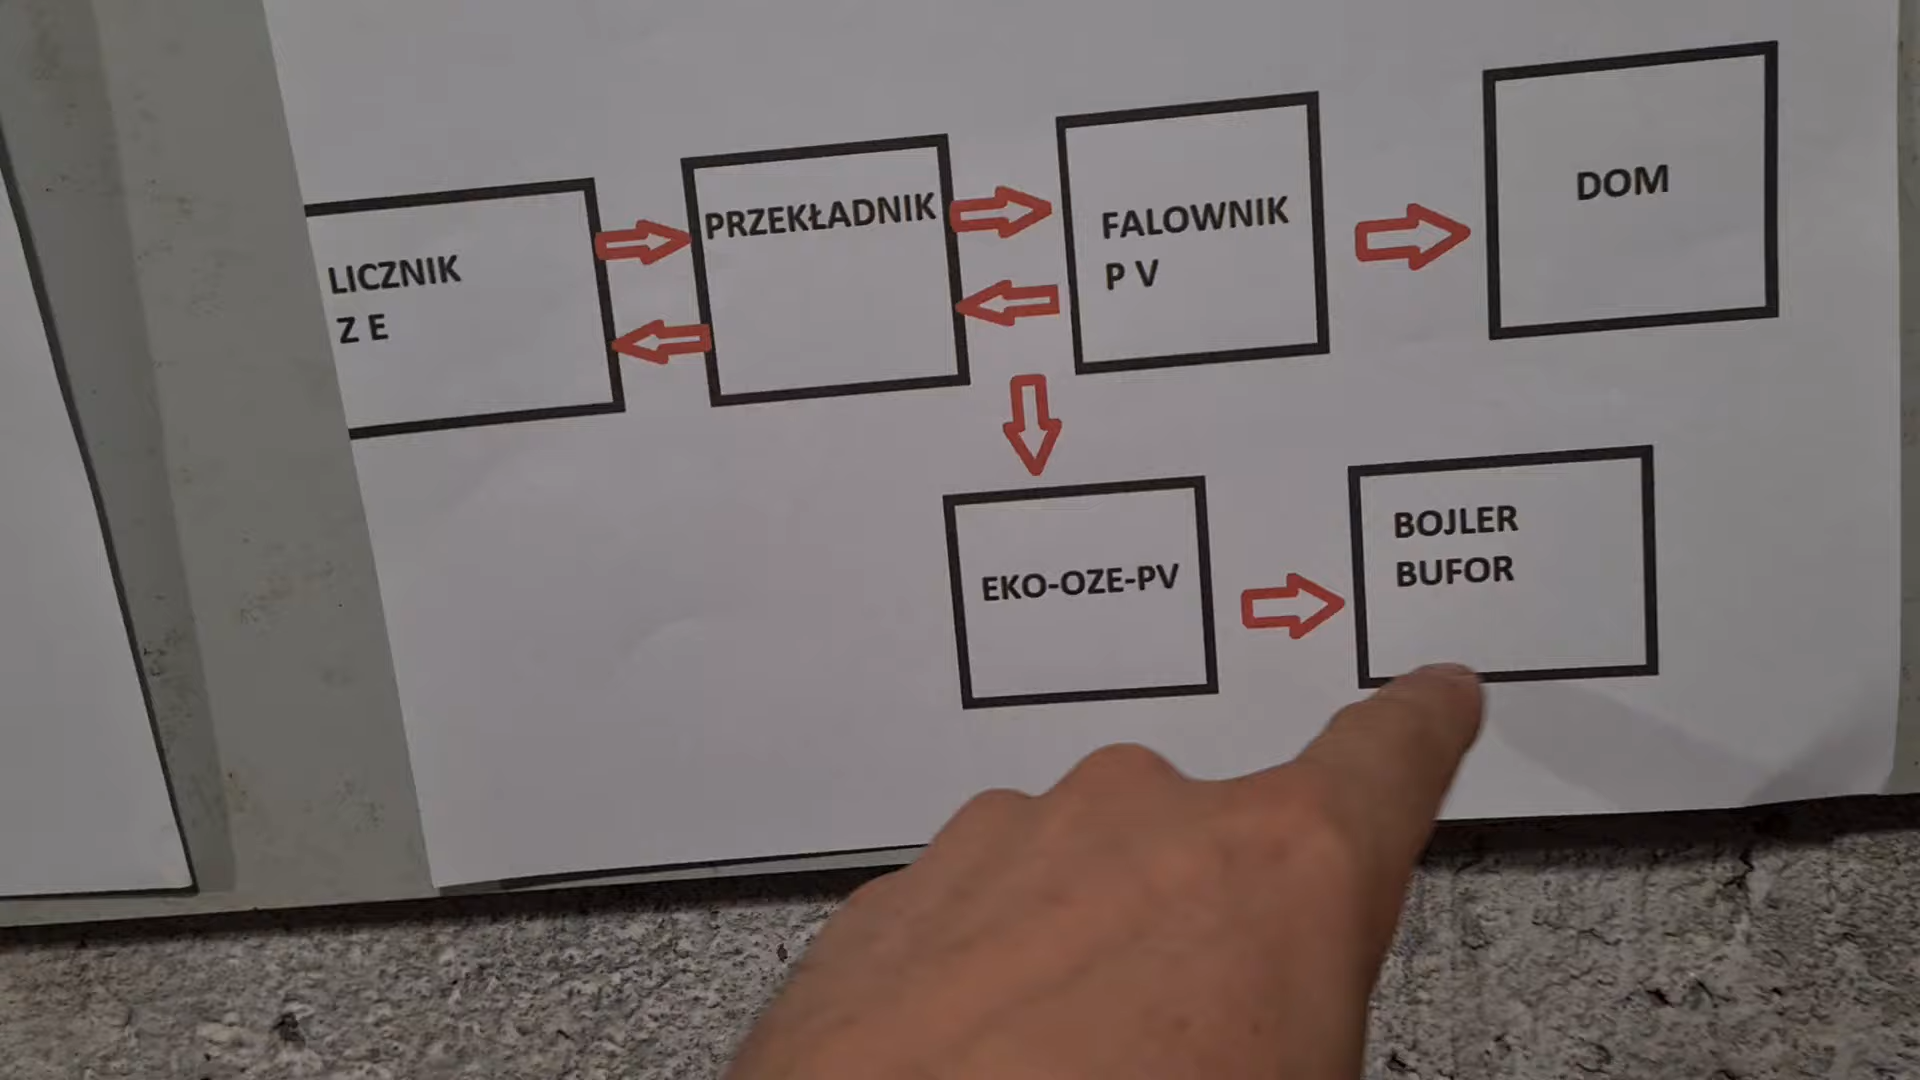 LICZNIK
Z E
PRZEKŁADNIK
FALOWNIK
P V
DOM
EKO-OZE-PV
BOJLER
BUFOR